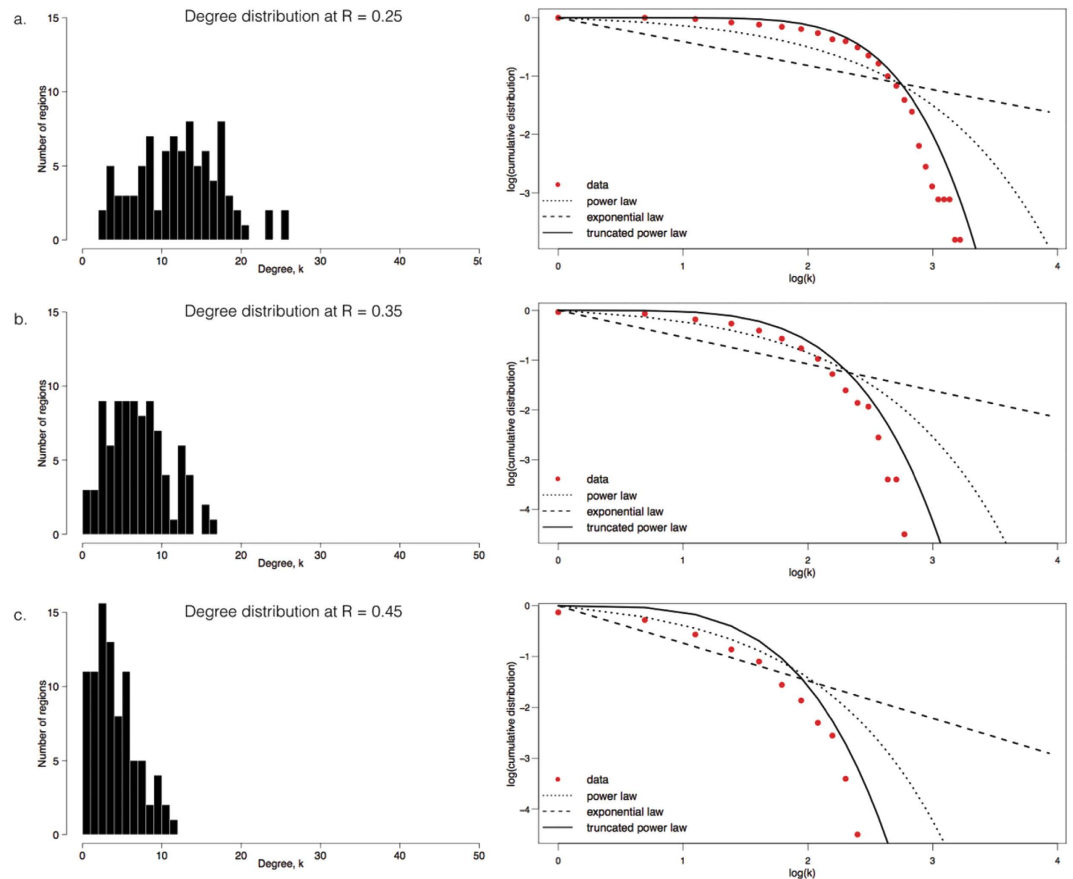 a.
Degree distribution at R = 0.25
15
10
5
0
Number of regions
0 10 20 30 40 50
Degree, k
0
-1
-2
-3
log(cumulative distribution)
data
power law
exponential law
truncated power law
0 1 2 3 4
log(k)
b.
Degree distribution at R = 0.35
15
10
5
0
Number of regions
0 10 20 30 40 50
Degree, k
0
-1
-2
-3
-4
log(cumulative distribution)
data
power law
exponential law
truncated power law
0 1 2 3 4
log(k)
c.
Degree distribution at R = 0.45
15
10
5
0
Number of regions
0 10 20 30 40 50
Degree, k
0
-1
-2
-3
-4
log(cumulative distribution)
data
power law
exponential law
truncated power law
0 1 2 3 4
log(k)